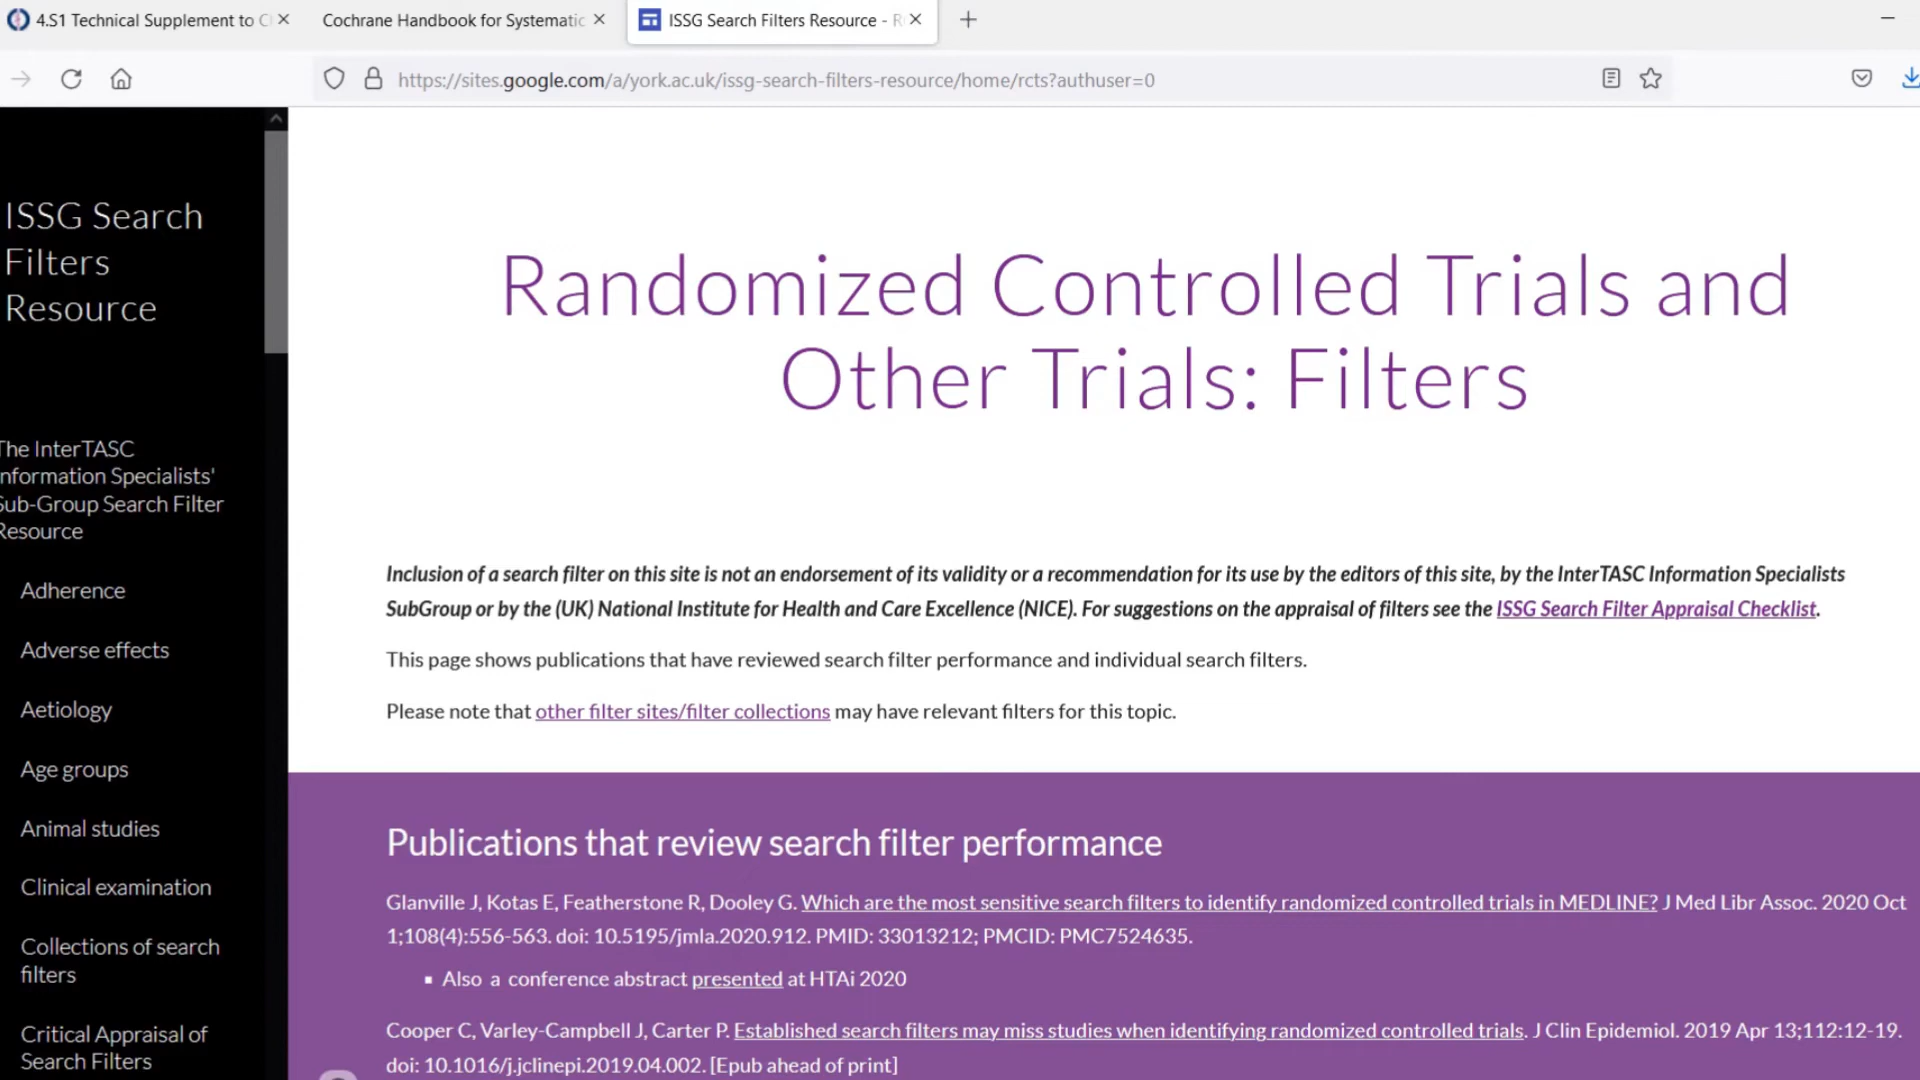 4.S1 Technical Supplement to C
Cochrane Handbook for Systematic
ISSG Search Filters Resource - R
https://sites.google.com/a/york.ac.uk/issg-search-filters-resource/home/rcts?authuser=0
ISSG Search
Filters
Resource
The InterTASC
Information Specialists'
Sub-Group Search Filter
Resource
Adherence
Adverse effects
Aetiology
Age groups
Animal studies
Clinical examination
Collections of search
filters
Critical Appraisal of
Search Filters
Randomized Controlled Trials and
Other Trials: Filters
Inclusion of a search filter on this site is not an endorsement of its validity or a recommendation for its use by the editors of this site, by the InterTASC Information Specialists
SubGroup or by the (UK) National Institute for Health and Care Excellence (NICE). For suggestions on the appraisal of filters see the ISSG Search Filter Appraisal Checklist.
This page shows publications that have reviewed search filter performance and individual search filters.
Please note that other filter sites/filter collections may have relevant filters for this topic.
Publications that review search filter performance
Glanville J, Kotas E, Featherstone R, Dooley G. Which are the most sensitive search filters to identify randomized controlled trials in MEDLINE? J Med Libr Assoc. 2020 Oct
1;108(4):556-563. doi: 10.5195/jmla.2020.912. PMID: 33013212; PMCID: PMC7524635.
▪ Also a conference abstract presented at HTAi 2020
Cooper C, Varley-Campbell J, Carter P. Established search filters may miss studies when identifying randomized controlled trials. J Clin Epidemiol. 2019 Apr 13;112:12-19.
doi: 10.1016/j.jclinepi.2019.04.002. [Epub ahead of print]